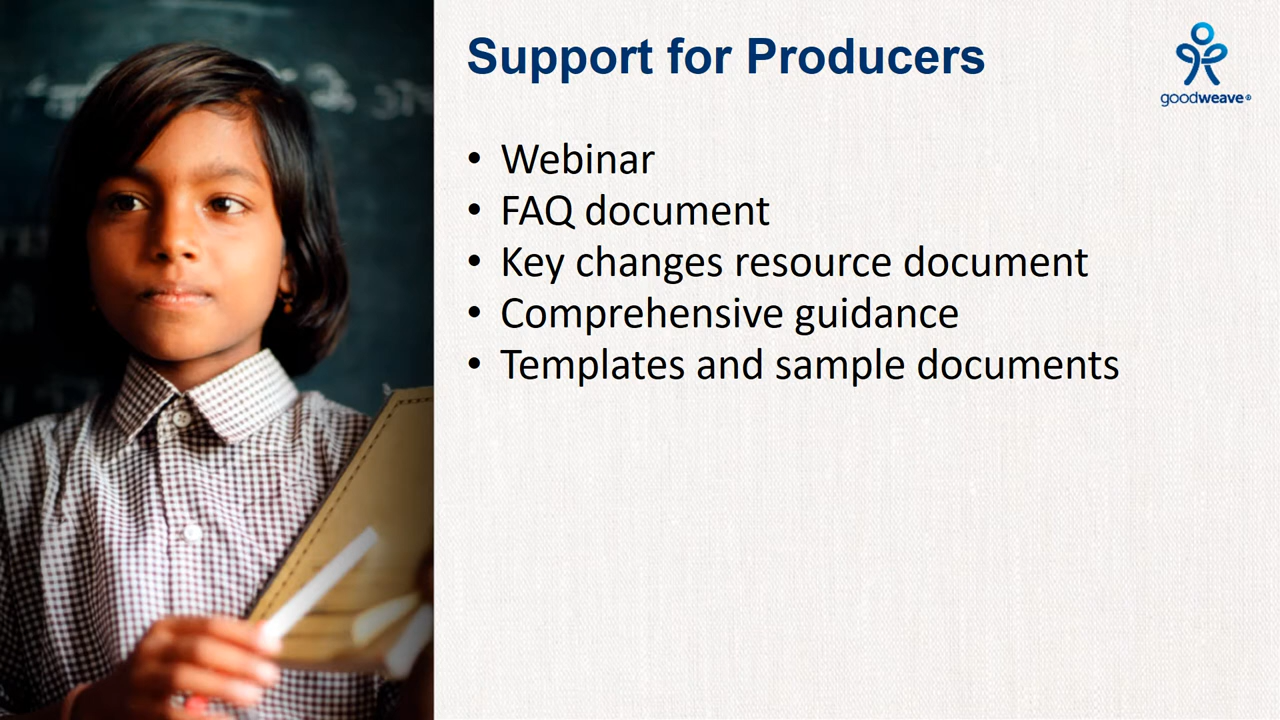 Support for Producers
goodweave®
• Webinar
• FAQ document
• Key changes resource document
• Comprehensive guidance
• Templates and sample documents